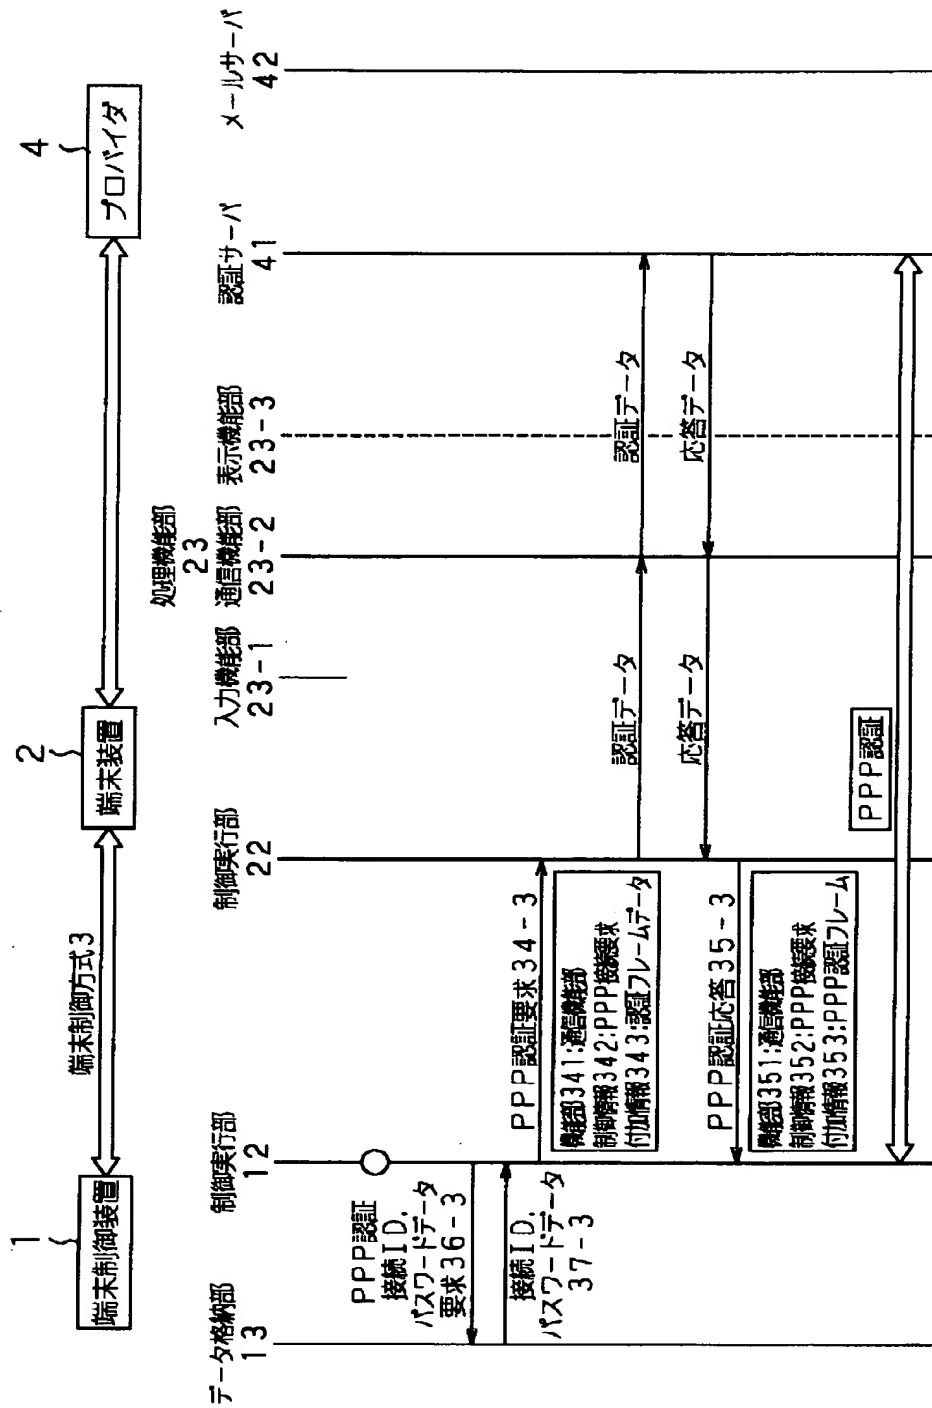 1
端末制御装置
端末制御方式3
2
端末装置
4
プロバイダ
処理機能部
23
データ格納部
13
制御実行部
12
制御実行部
22
入力機能部
23-1
通信機能部
23-2
表示機能部
23-3
認証サーバ
41
メールサーバ
42
PPP認証
接続ID,
パスワードデータ
要求36-3
接続ID,
パスワードデータ
37-3
PPP認証要求34-3
機能部341:通信機能部
制御情報342:PPP接続要求
付加情報343:認証フレームデータ
認証データ
認証データ
応答データ
応答データ
PPP認証応答35-3
機能部351:通信機能部
制御情報352:PPP接続要求
付加情報353:PPP認証フレーム
PPP認証